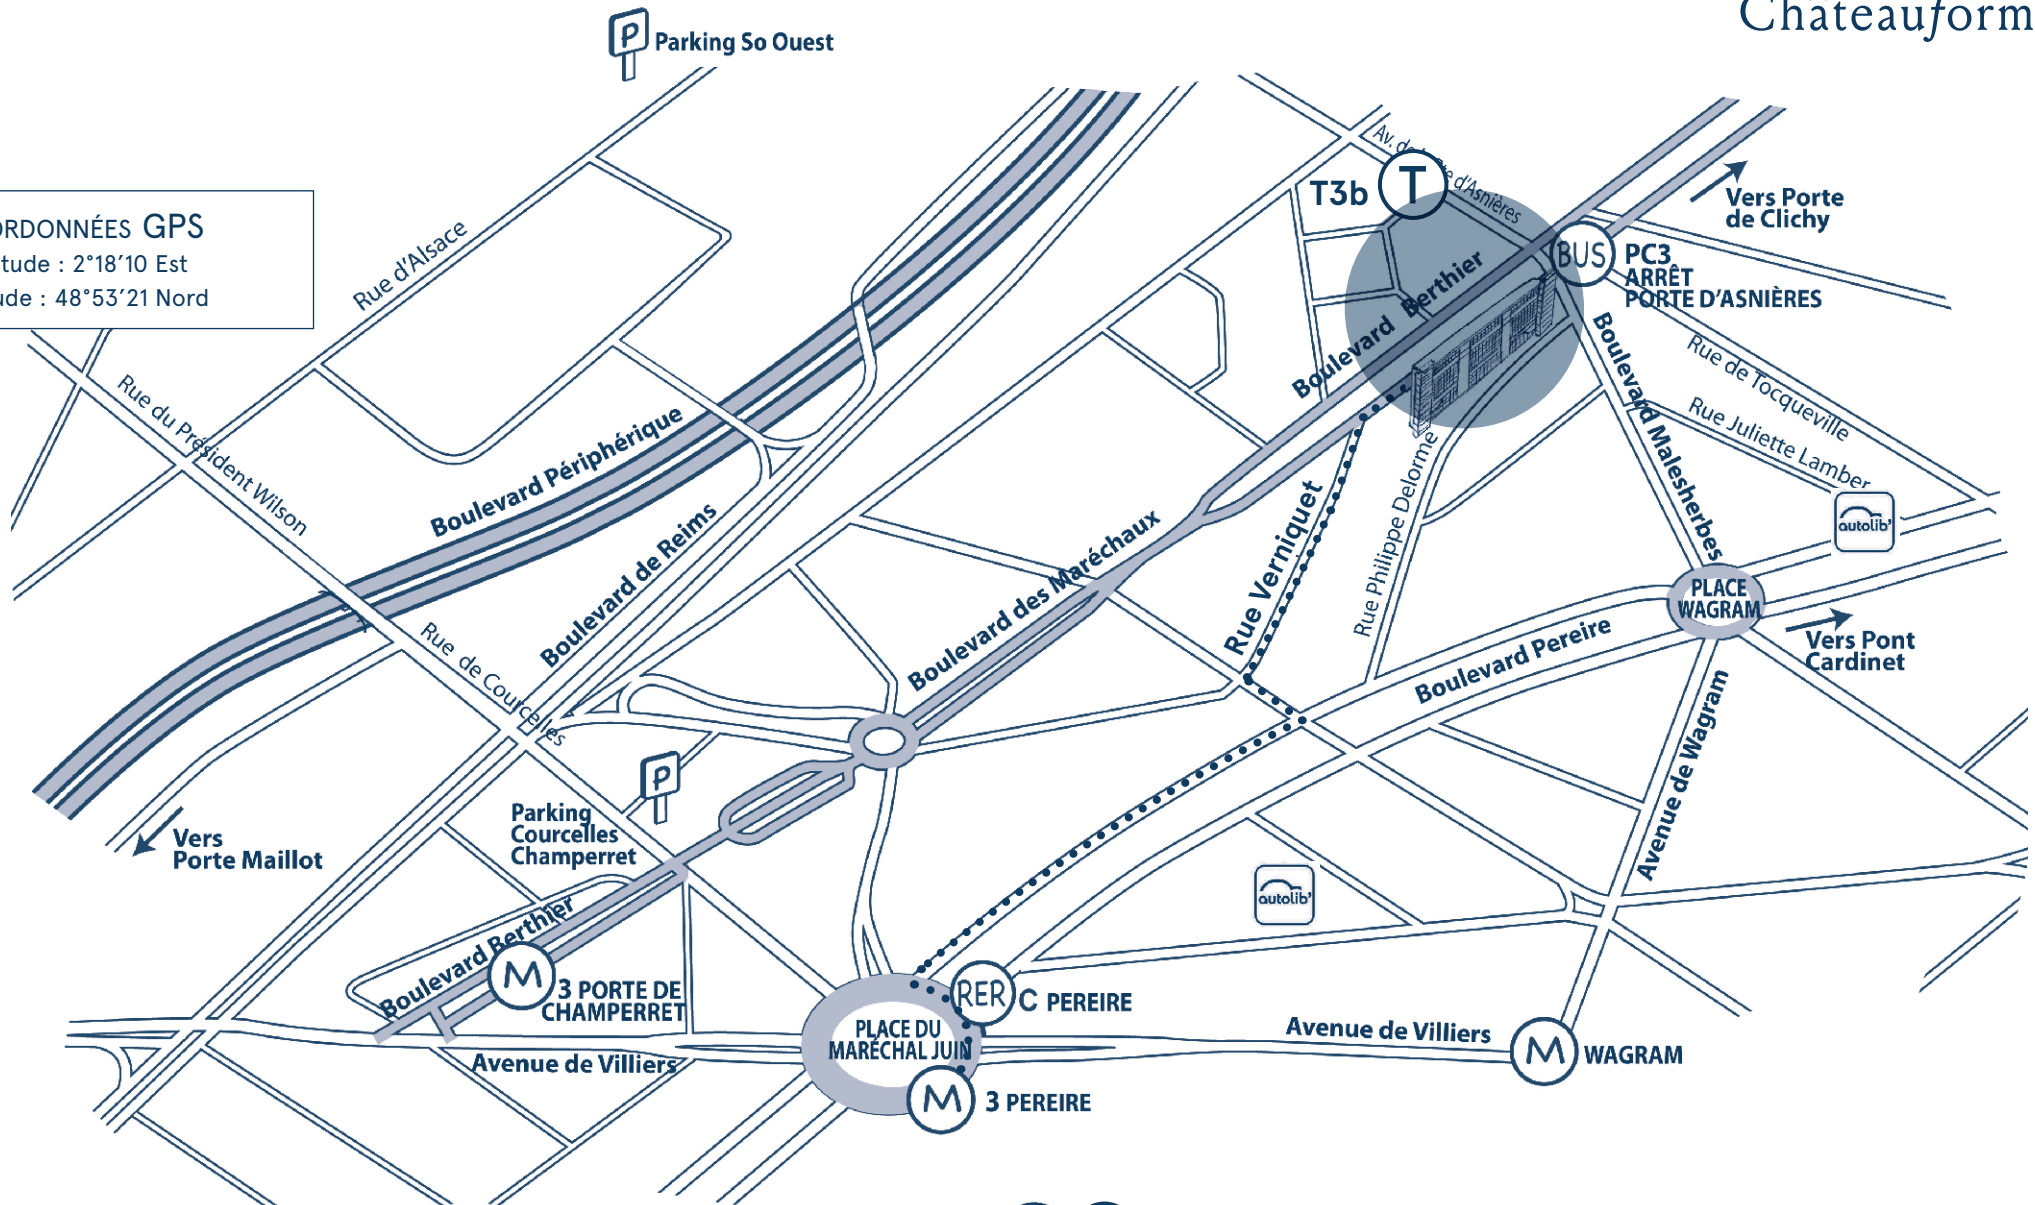 Châteauform
P
Parking So Ouest
GPS
2°18′10 Est
48°53′21 Nord
Av. de
d'Asnières
T3b
T
Vers Porte
de Clichy
BUS
PC3
ARRÊT
PORTE D'ASNIÈRES
Rue d'Alsace
Boulevard Berthier
Rue du Président Wilson
Boulevard Périphérique
Boulevard Malesherbes
Rue de Tocqueville
Rue Juliette Lamber
autolib'
Boulevard de Reims
Boulevard des Maréchaux
Rue Verniquet
Rue Philippe Delorme
PLACE
WAGRAM
Rue de Courcelles
Boulevard Pereire
Vers Pont
Cardinet
Avenue de Wagram
P
Parking
Courcelles
Champerret
Vers
Porte Maillot
autolib'
Boulevard Berthier
M
3 PORTE DE
CHAMPERRET
RER
C PEREIRE
PLACE DU
MARÉCHAL JUIN
Avenue de Villiers
Avenue de Villiers
M
WAGRAM
M
3 PEREIRE